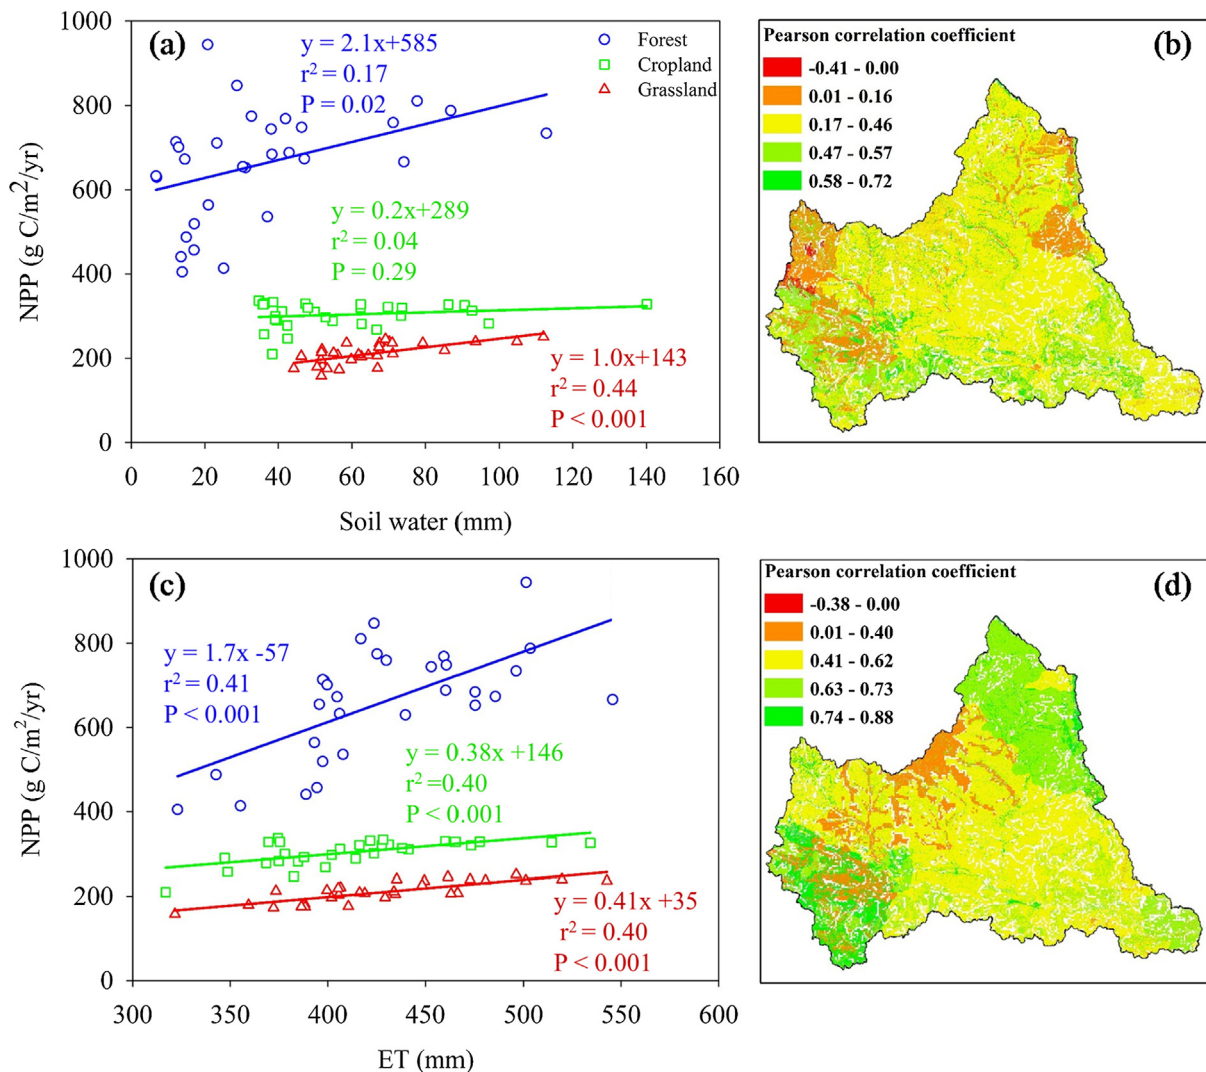 (a)
y = 2.1x+585
r² = 0.17
P = 0.02
Forest
Cropland
Grassland
y = 0.2x+289
r² = 0.04
P = 0.29
y = 1.0x+143
r² = 0.44
P < 0.001
NPP (g C/m²/yr)
1000
800
600
400
200
0
0 20 40 60 80 100 120 140 160
Soil water (mm)
(b)
Pearson correlation coefficient
-0.41 - 0.00
0.01 - 0.16
0.17 - 0.46
0.47 - 0.57
0.58 - 0.72
(c)
y = 1.7x -57
r² = 0.41
P < 0.001
y = 0.38x +146
r² =0.40
P < 0.001
y = 0.41x +35
r² = 0.40
P < 0.001
NPP (g C/m²/yr)
1000
800
600
400
200
0
300 400 500 600
ET (mm)
(d)
Pearson correlation coefficient
-0.38 - 0.00
0.01 - 0.40
0.41 - 0.62
0.63 - 0.73
0.74 - 0.88